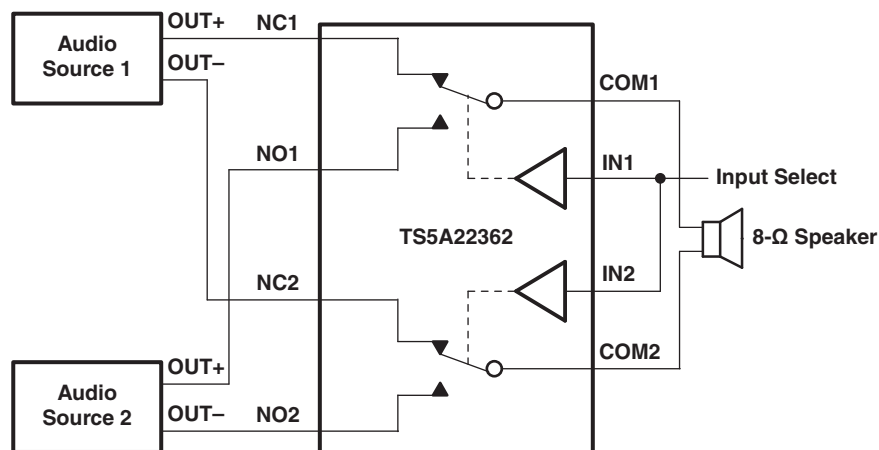 OUT+
NC1
Audio
Source 1
OUT–
COM1
NO1
IN1
Input Select
TS5A22362
8-Ω Speaker
NC2
IN2
COM2
OUT+
Audio
Source 2
OUT–
NO2